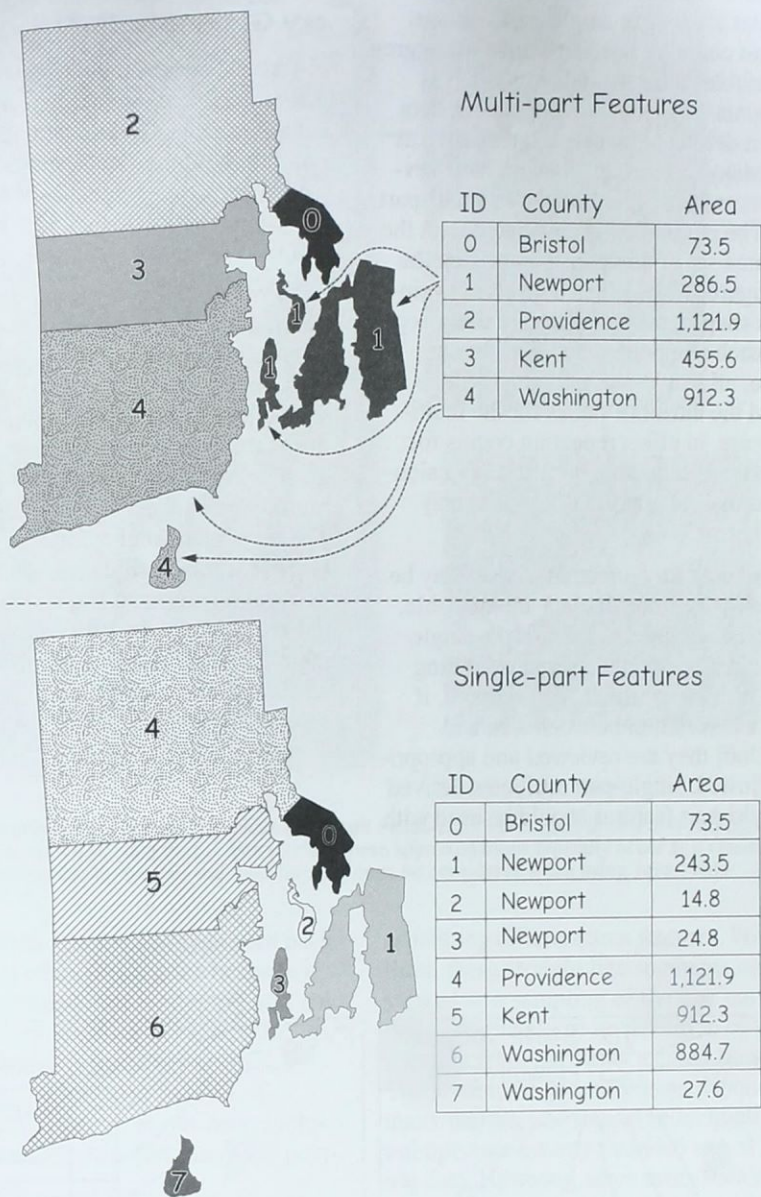 Multi-part Features
ID County Area
0 Bristol 73.5
1 Newport 286.5
2 Providence 1,121.9
3 Kent 455.6
4 Washington 912.3
2
0
3
1
1
1
4
4
Single-part Features
ID County Area
0 Bristol 73.5
1 Newport 243.5
2 Newport 14.8
3 Newport 24.8
4 Providence 1,121.9
5 Kent 912.3
6 Washington 884.7
7 Washington 27.6
4
0
5
2
1
3
6
7